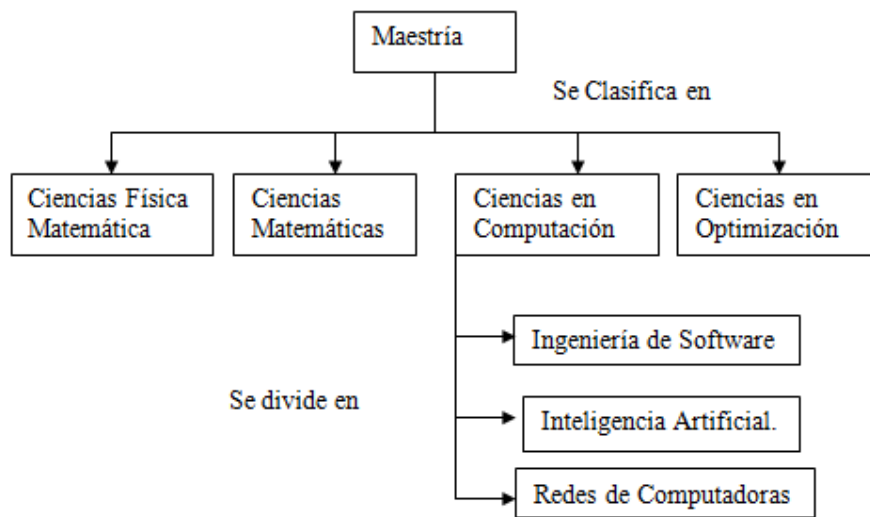 Maestría
Se Clasifica en
Ciencias Física
Matemática
Ciencias
Matemáticas
Ciencias en
Computación
Ciencias en
Optimización
Ingeniería de Software
Se divide en
Inteligencia Artificial.
Redes de Computadoras